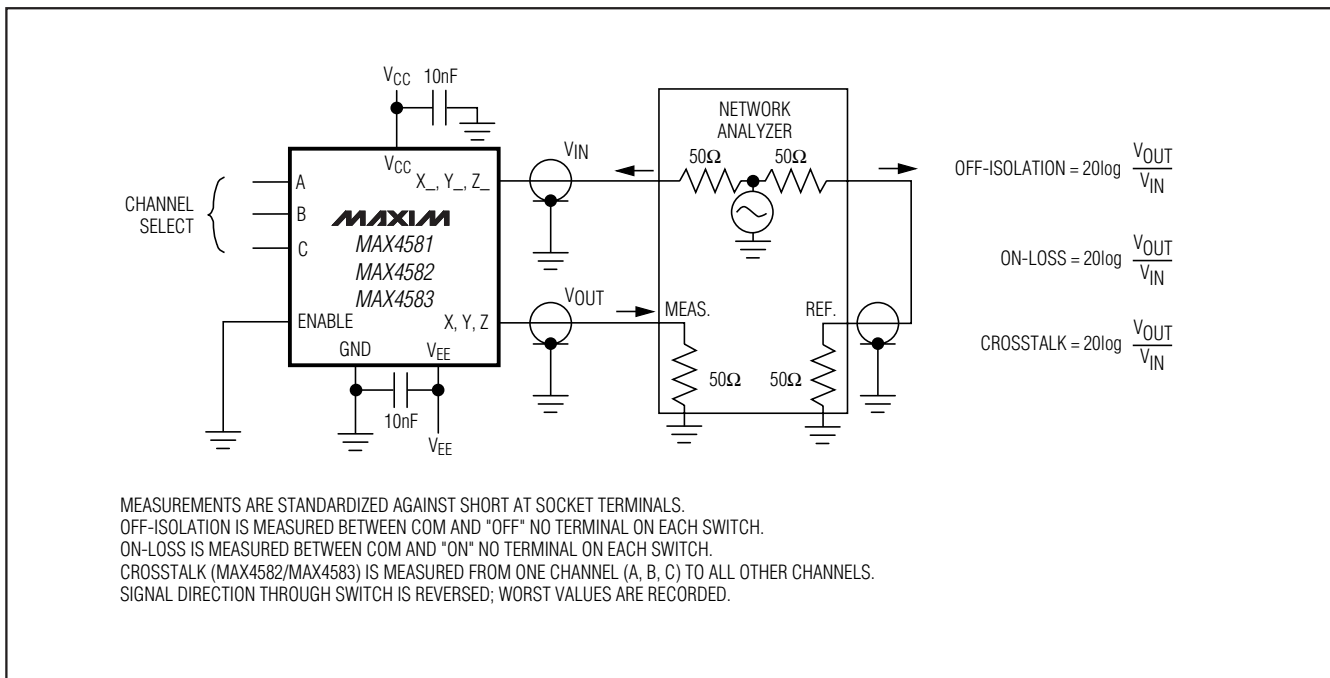 VCC 10nF
VCC
CHANNEL
SELECT
A
B
C
X_, Y_, Z_
MAXIM
MAX4581
MAX4582
MAX4583
ENABLE
X, Y, Z
GND
VEE
10nF
VEE
VIN
VOUT
NETWORK
ANALYZER
50Ω 50Ω
MEAS. REF.
50Ω 50Ω
OFF-ISOLATION = 20log VOUT
VIN
ON-LOSS = 20log VOUT
VIN
CROSSTALK = 20log VOUT
VIN
MEASUREMENTS ARE STANDARDIZED AGAINST SHORT AT SOCKET TERMINALS.
OFF-ISOLATION IS MEASURED BETWEEN COM AND "OFF" NO TERMINAL ON EACH SWITCH.
ON-LOSS IS MEASURED BETWEEN COM AND "ON" NO TERMINAL ON EACH SWITCH.
CROSSTALK (MAX4582/MAX4583) IS MEASURED FROM ONE CHANNEL (A, B, C) TO ALL OTHER CHANNELS.
SIGNAL DIRECTION THROUGH SWITCH IS REVERSED; WORST VALUES ARE RECORDED.